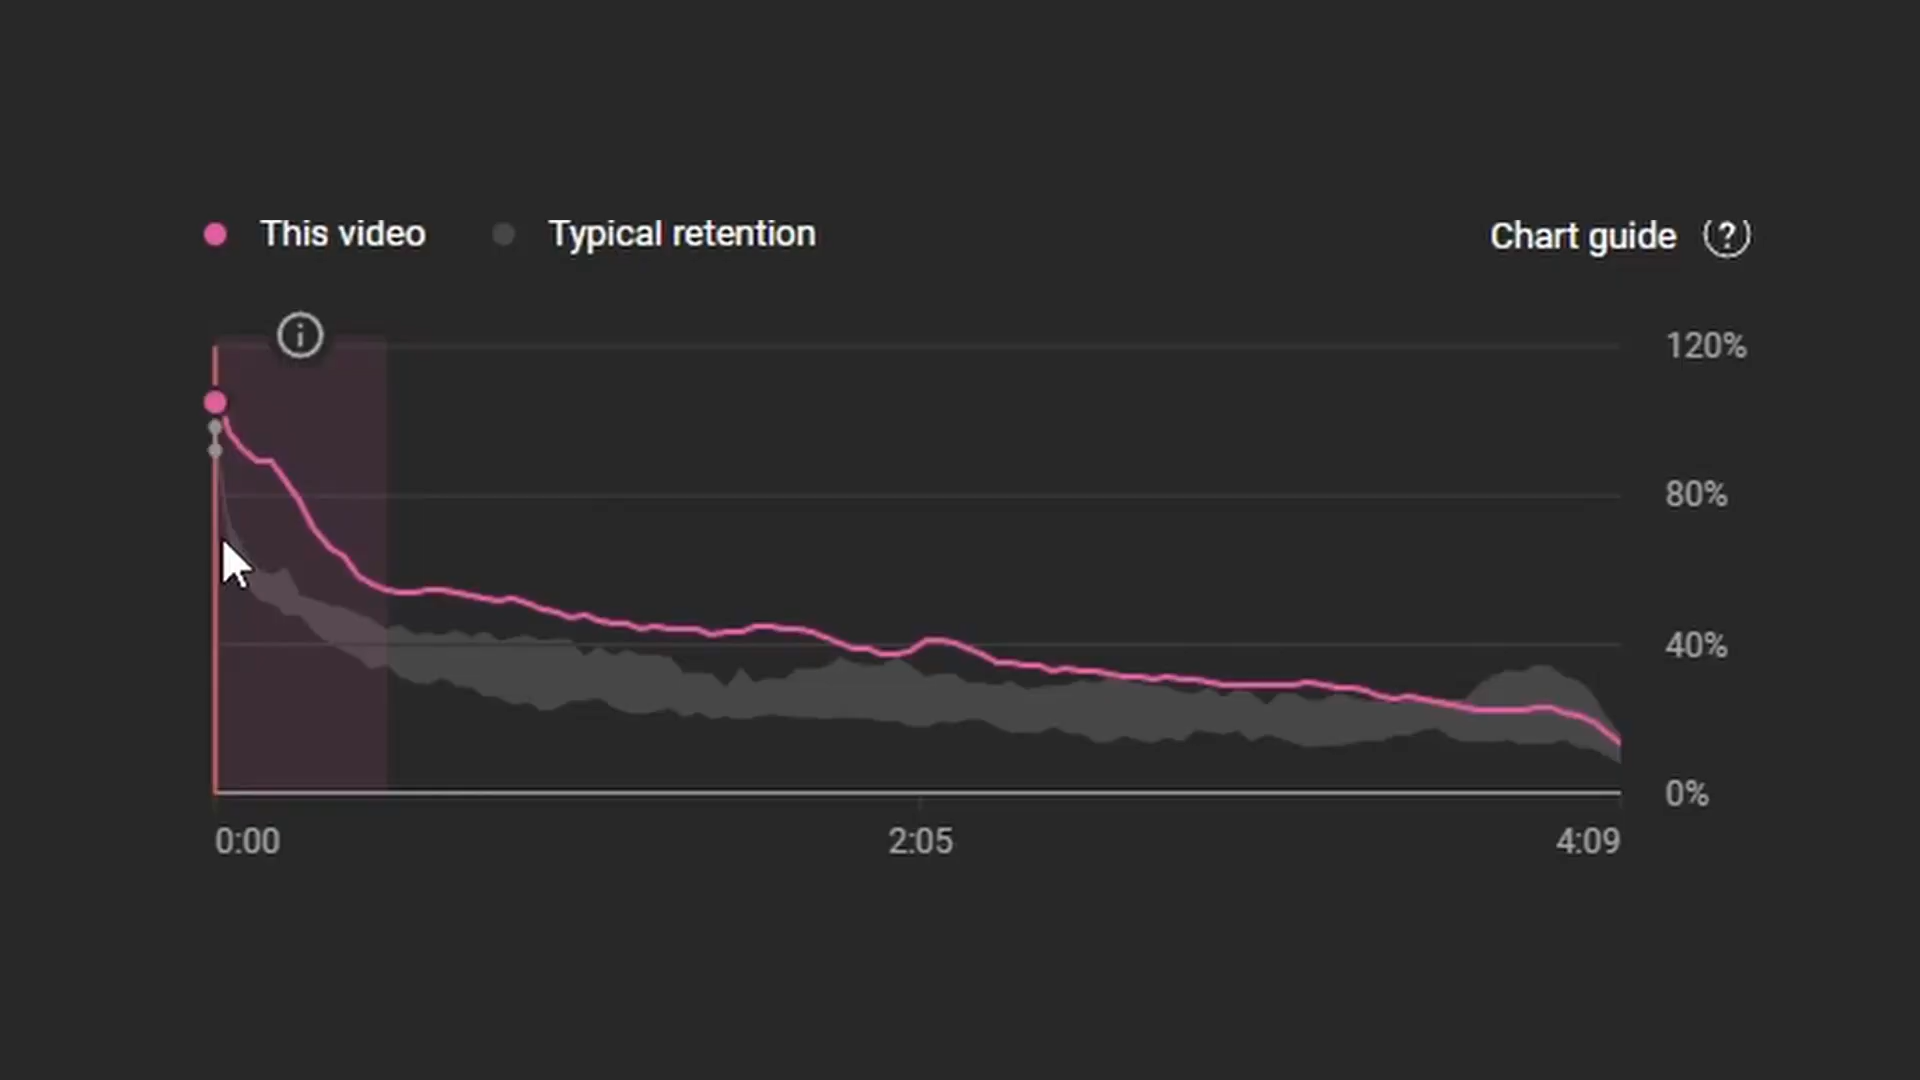 This video Typical retention Chart guide ?
i
120%
80%
40%
0%
0:00 2:05 4:09